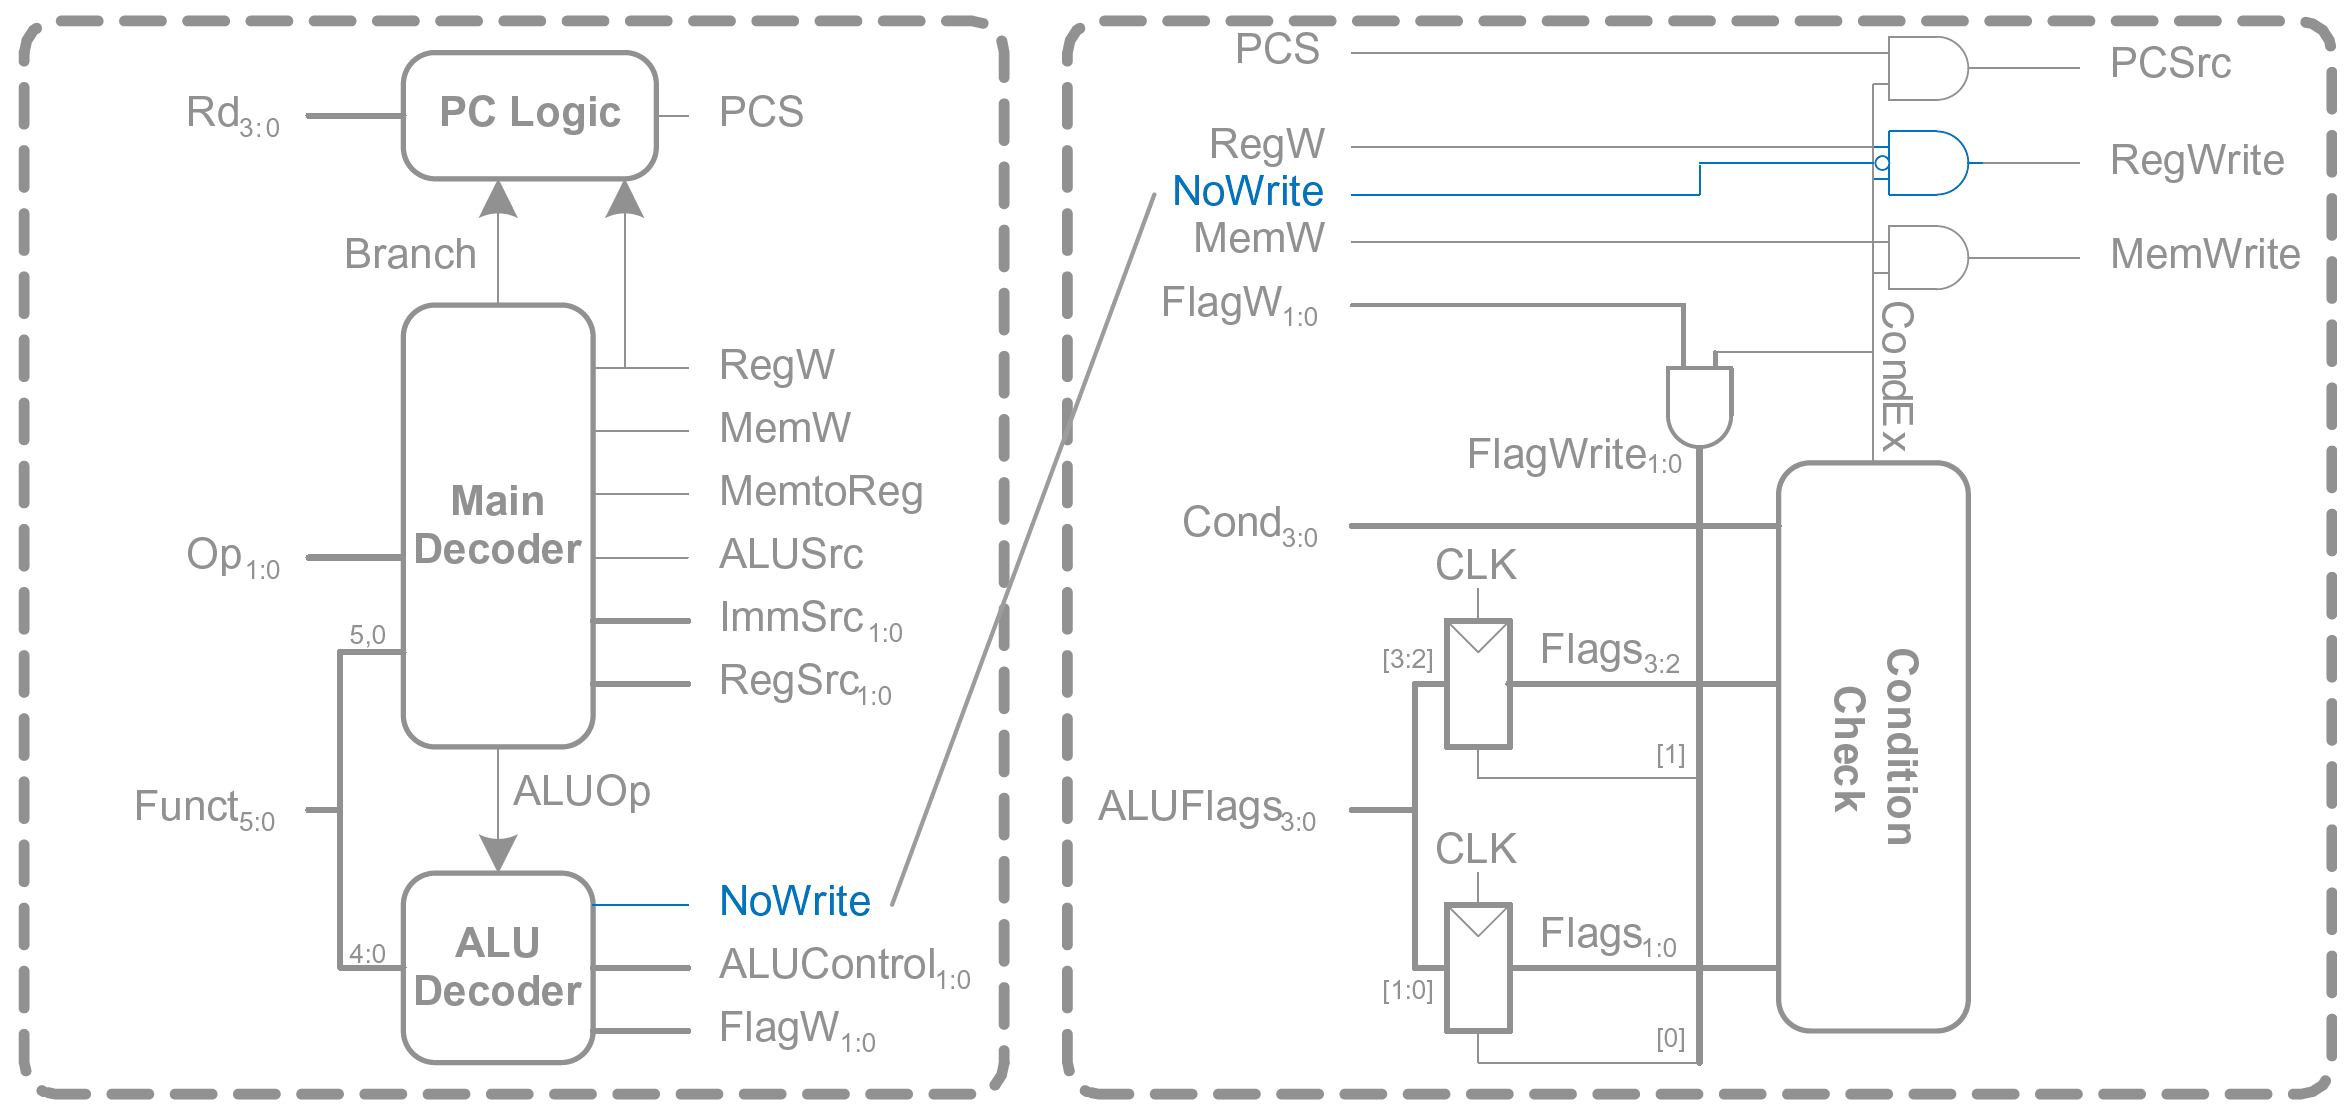 Rd3:0
PC Logic
PCS
Branch
RegW
MemW
MemtoReg
ALUSrc
ImmSrc1:0
RegSrc1:0
Main
Decoder
Op1:0
5,0
ALUOp
Funct5:0
4:0
ALU
Decoder
NoWrite
ALUControl1:0
FlagW1:0
PCS
PCSrc
RegW
RegWrite
NoWrite
MemW
MemWrite
FlagW1:0
CondEx
FlagWrite1:0
Cond3:0
CLK
[3:2]
Flags3:2
[1]
ALUFlags3:0
CLK
[1:0]
Flags1:0
[0]
Condition
Check